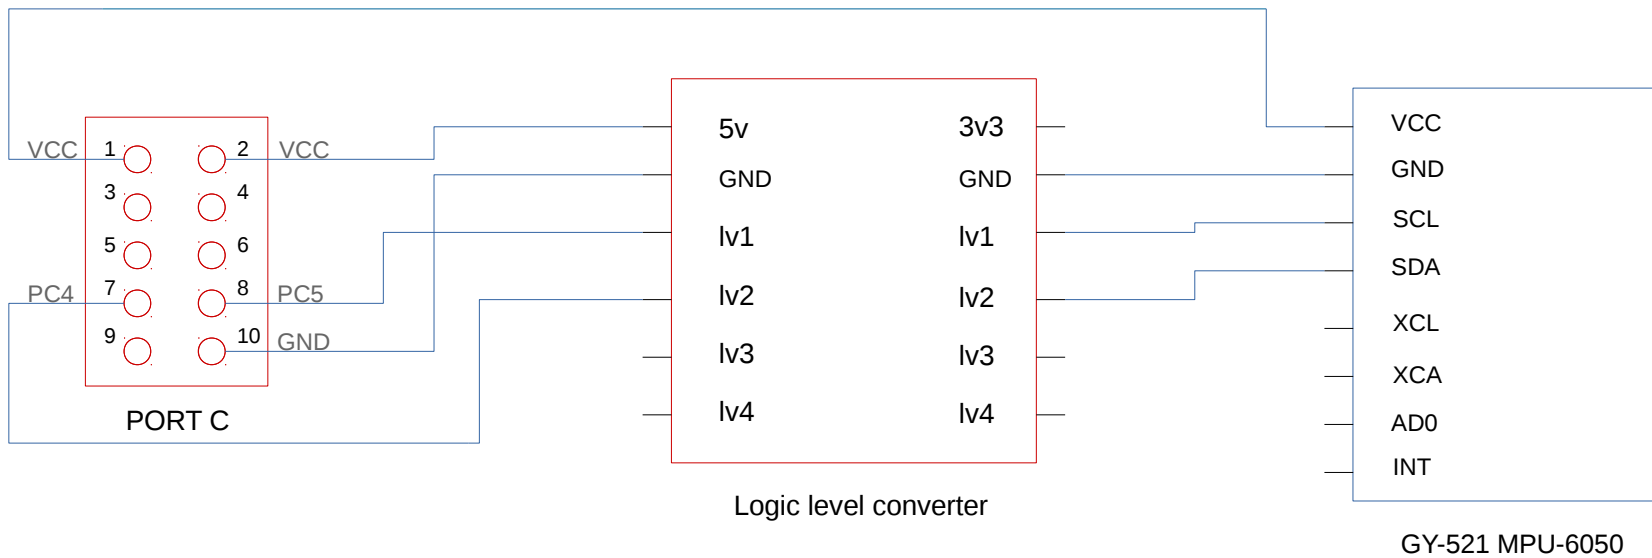 VCC 1 2 VCC
3 4
5 6
PC4 7 8 PC5
9 10 GND
PORT C
5v 3v3
GND GND
lv1 lv1
lv2 lv2
lv3 lv3
lv4 lv4
Logic level converter
VCC
GND
SCL
SDA
XCL
XCA
AD0
INT
GY-521 MPU-6050